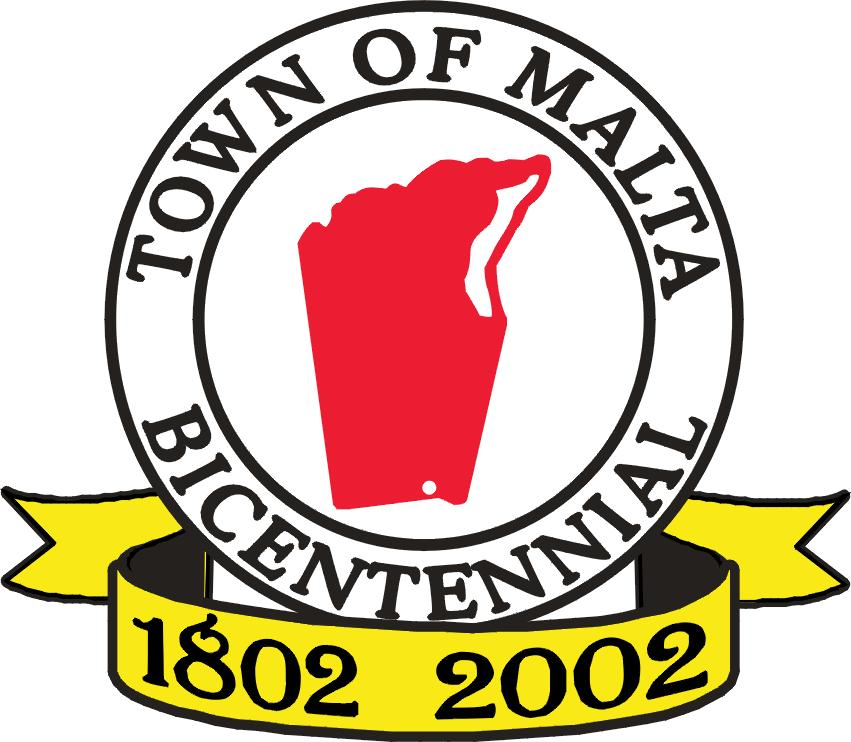 TOWN OF MALTA
BICENTENNIAL
1802 2002